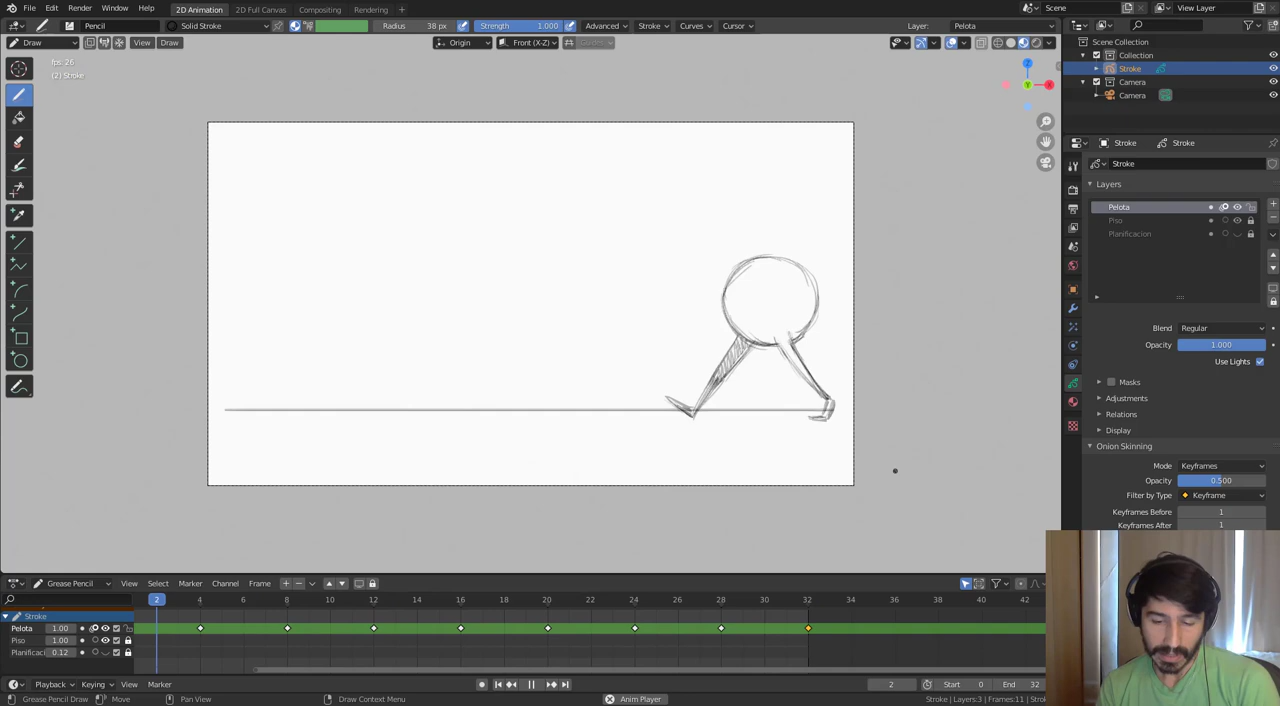 File Edit Render Window Help 2D Animation 2D Full Canvas Compositing Rendering + Scene View Layer
Pencil Solid Stroke Radius 38 px Strength 1.000 Advanced Stroke Curves Cursor Layer: Pelota
Draw View Draw Origin Front (X-Z) Guides
fps: 26
(2) Stroke
Z
X
Y
Scene Collection
Collection
Stroke
Camera
Camera
Stroke Stroke
Stroke
Layers
Pelota
Piso
Planificacion
Blend Regular
Opacity 1.000
Use Lights
Masks
Adjustments
Relations
Display
Onion Skinning
Mode Keyframes
Opacity 0.500
Filter by Type Keyframe
Keyframes Before 1
Keyframes After 1
Grease Pencil View Select Marker Channel Frame
2 4 8 12 16 20 24 26 28 30 32 34 36 38 40 42
Stroke
Pelota 1.00
Piso 1.00
Planificaci 0.12
Playback Keying View Marker 2 Start 0 End 32
Grease Pencil Draw Move Pan View Draw Context Menu Anim Player Stroke | Layers:3 | Frames:11 | Strok